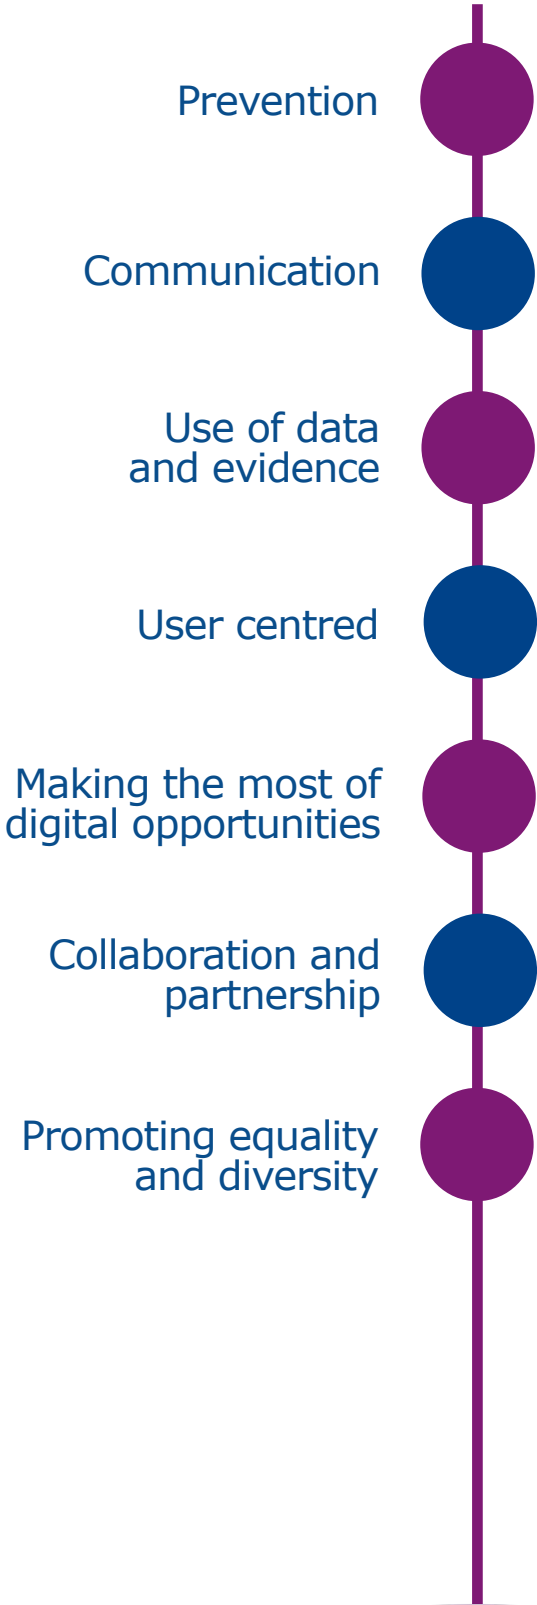 Prevention
Communication
Use of data
and evidence
User centred
Making the most of
digital opportunities
Collaboration and
partnership
Promoting equality
and diversity